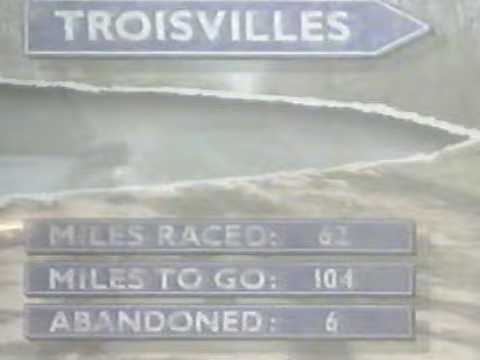 TROISVILLES
MILES RACED: 62
MILES TO GO: 104
ABANDONED: 6